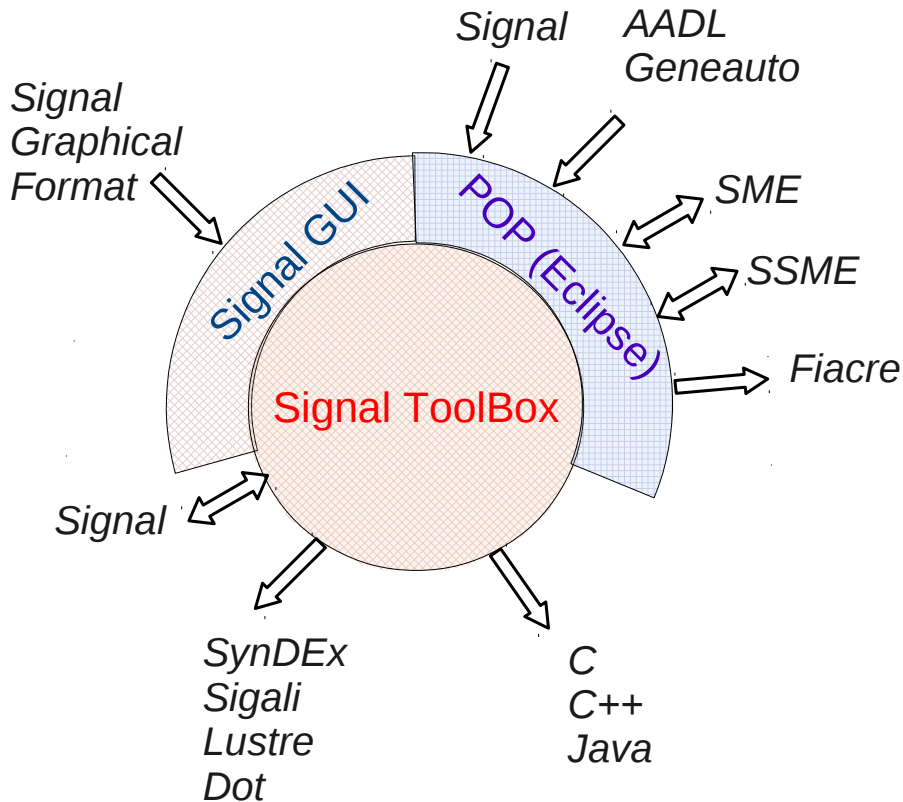 Signal
AADL
Geneauto
Signal
Graphical
Format
Signal GUI
POP (Eclipse)
SME
SSME
Fiacre
Signal ToolBox
Signal
SynDEx
Sigali
Lustre
Dot
C
C++
Java